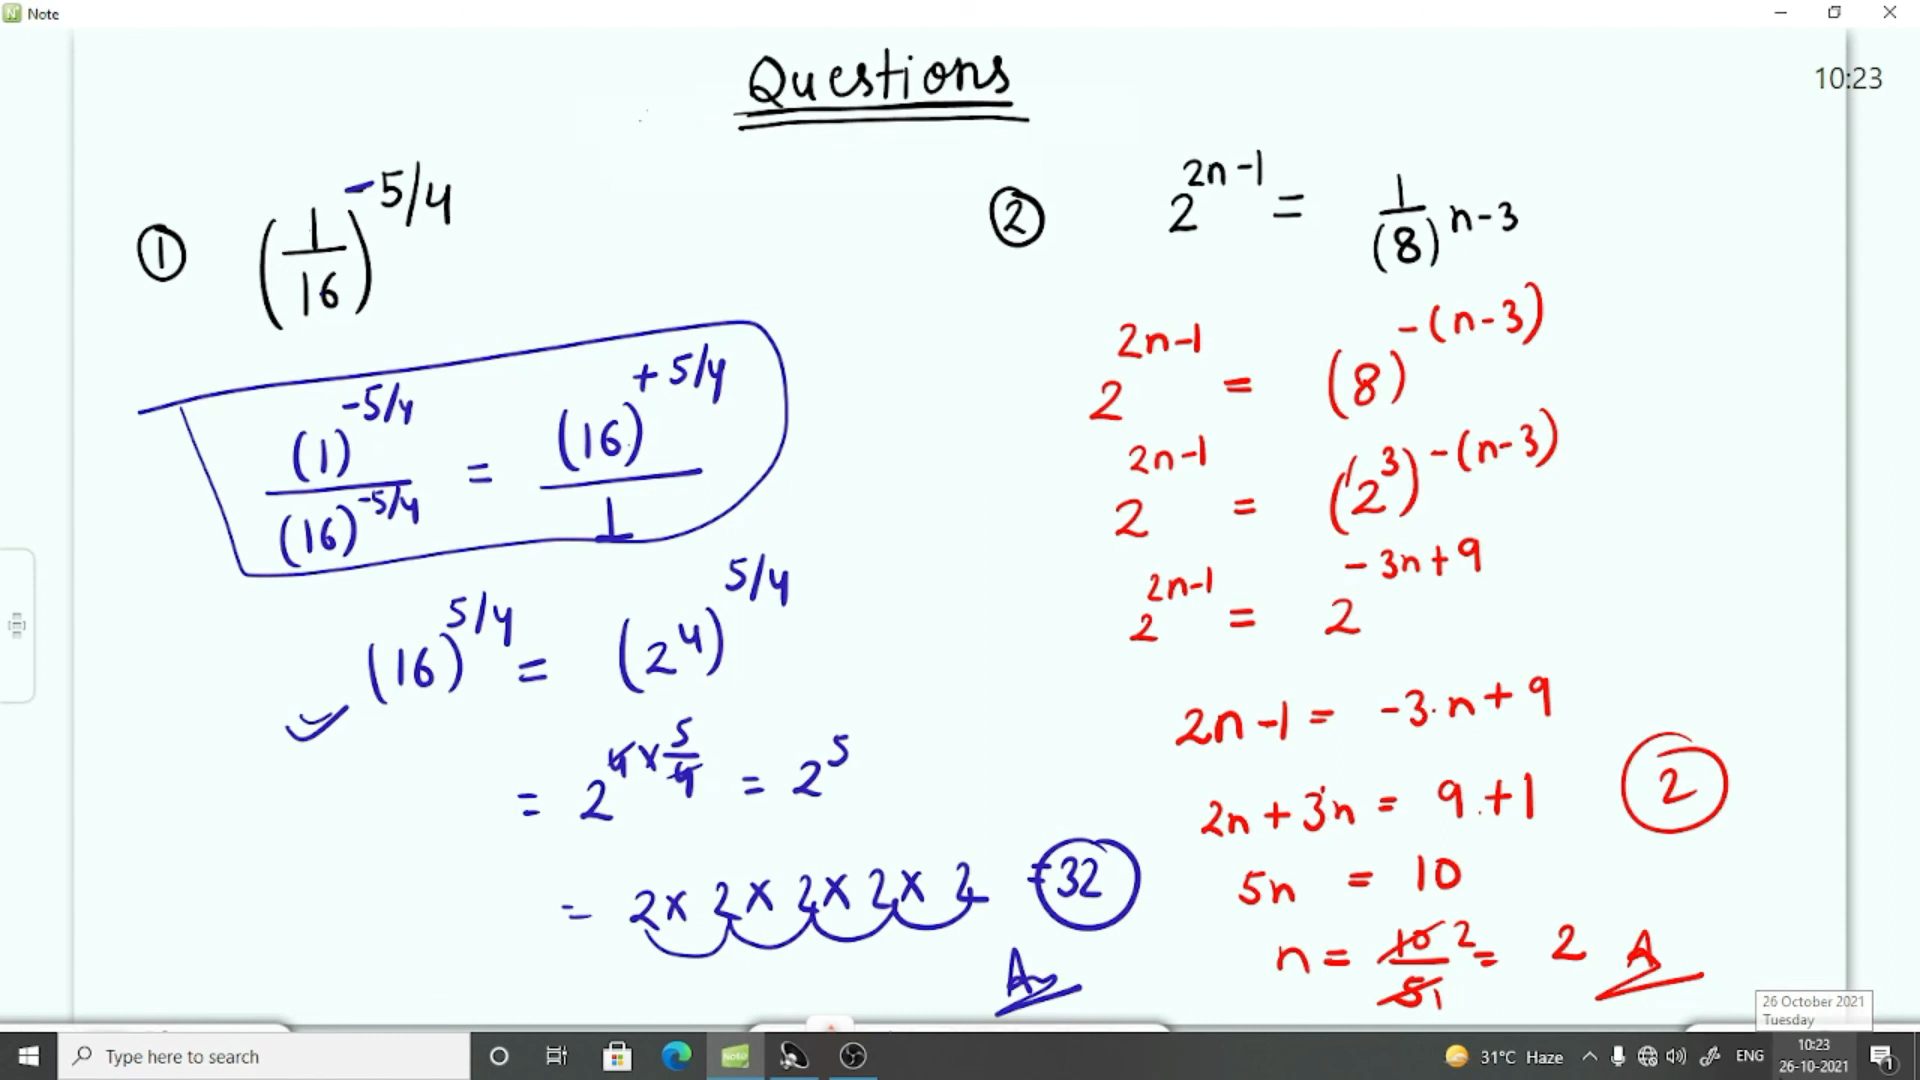 Note
Questions
10:23
① (1/16)^-5/4
(1)^-5/4 / (16)^-5/4 = (16)^+5/4 / 1
(16)^5/4 = (2^4)^5/4
= 2^4×5/4 = 2^5
= 2×2×2×2×2 = 32
② 2^2n-1 = 1/(8)^n-3
2^2n-1 = (8)^-(n-3)
2^2n-1 = (2^3)^-(n-3)
2^2n-1 = 2^-3n+9
2n-1 = -3.n+9
2n+3n = 9+1
2
5n = 10
n = 10/5 2/1 = 2 A
26 October 2021
Tuesday
Type here to search
Note
31°C Haze
ENG
10:23
26-10-2021
1